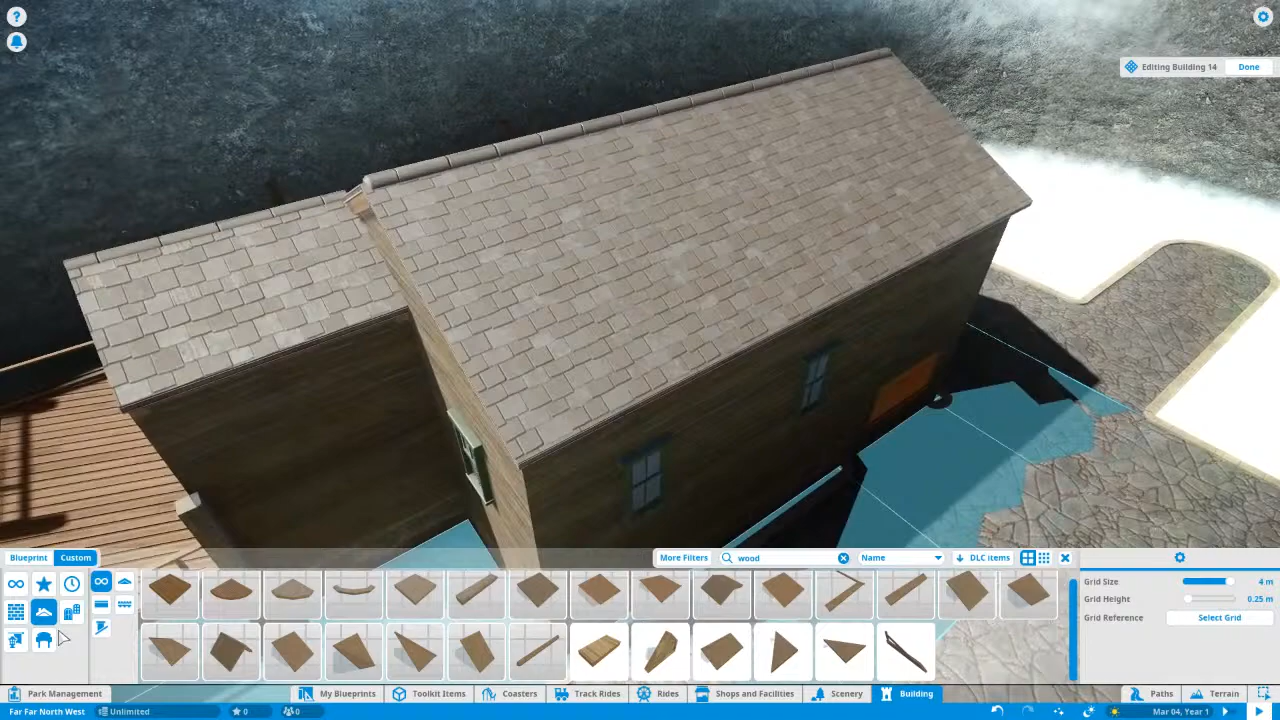 ?
Editing Building 14 Done
Blueprint Custom More Filters wood Name DLC items
Grid Size 4 m
Grid Height 0.25 m
Grid Reference Select Grid
Park Management My Blueprints Toolkit Items Coasters Track Rides Rides Shops and Facilities Scenery Building Paths Terrain
Far Far North West Unlimited 0 0 Mar 04, Year 1